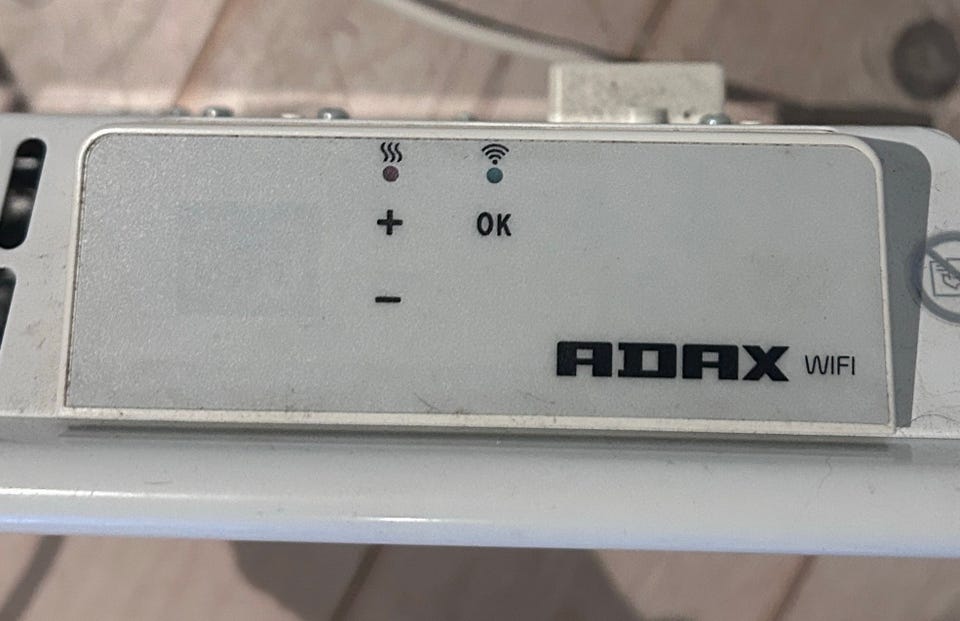 + OK
-
ADAX WIFI